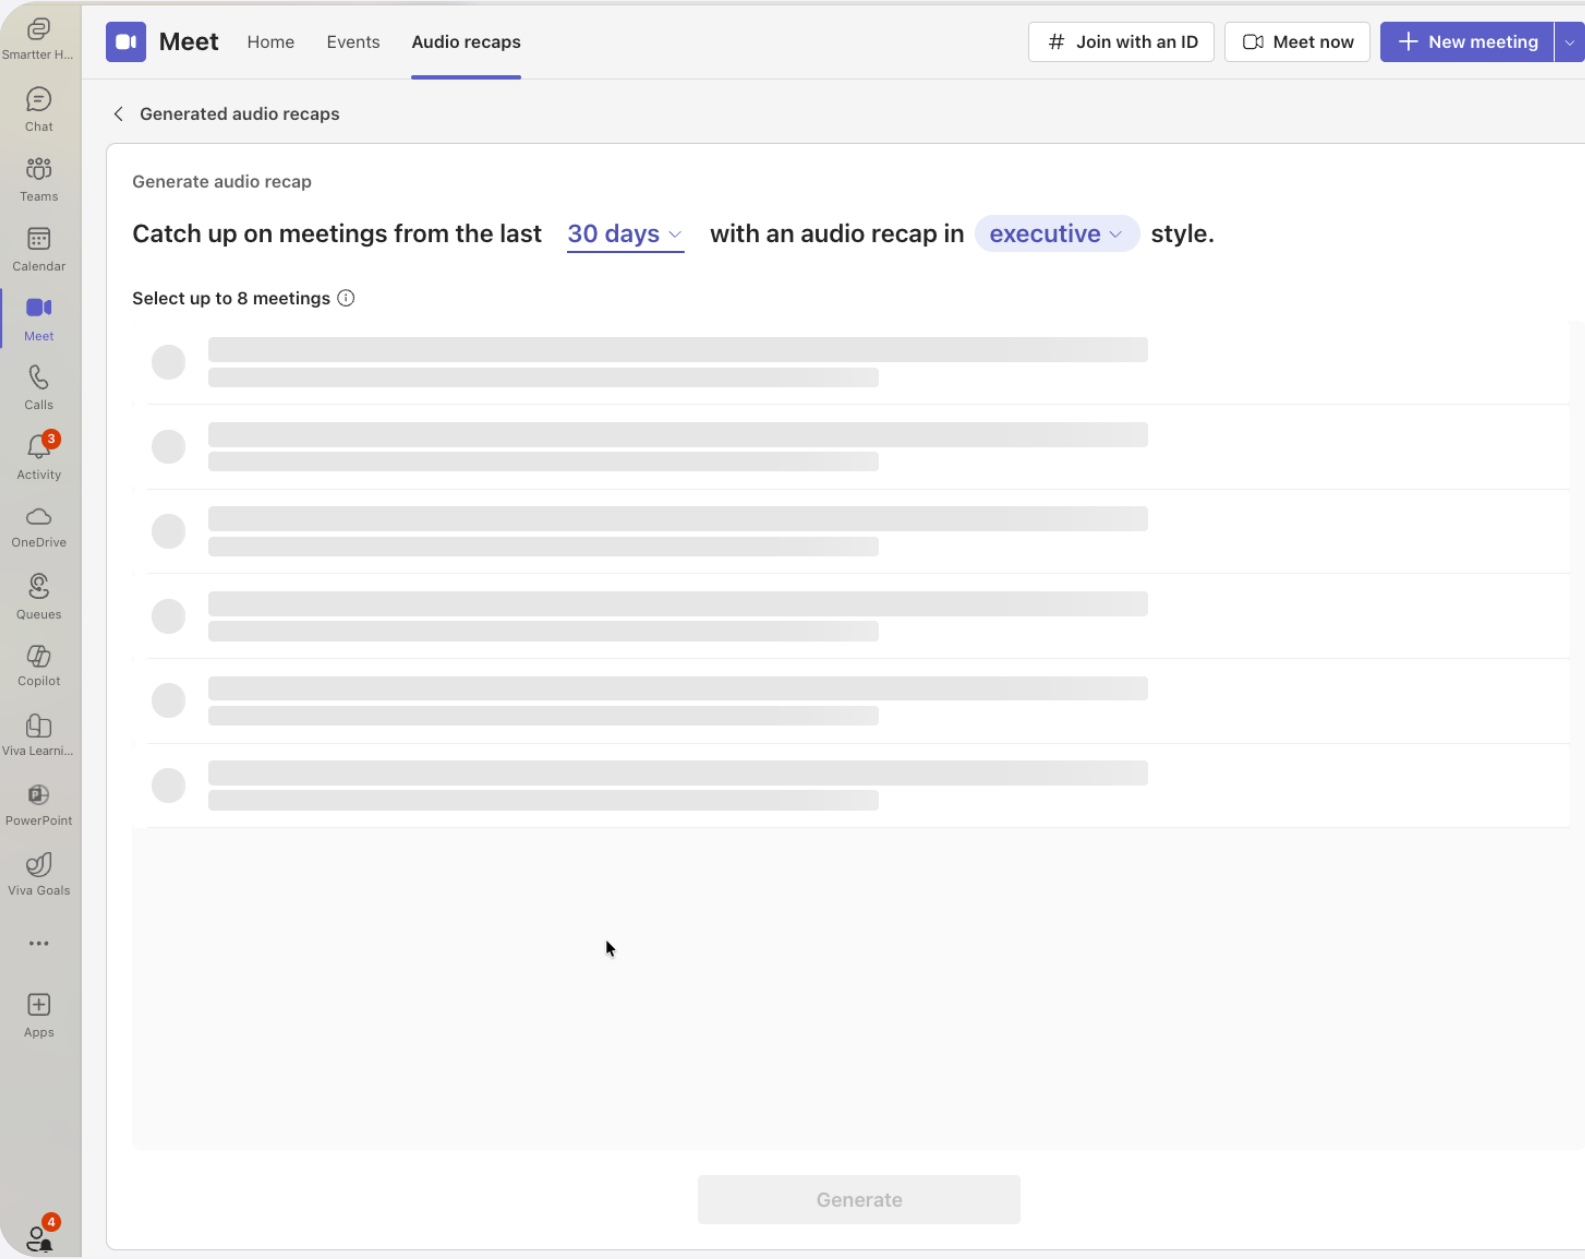 Smartter H...
Chat
Teams
Calendar
Meet
Calls
3
Activity
OneDrive
Queues
Copilot
Viva Learni...
PowerPoint
Viva Goals
Apps
4
Meet Home Events Audio recaps # Join with an ID Meet now + New meeting
Generated audio recaps
Generate audio recap
Catch up on meetings from the last 30 days with an audio recap in executive style.
Select up to 8 meetings
Generate